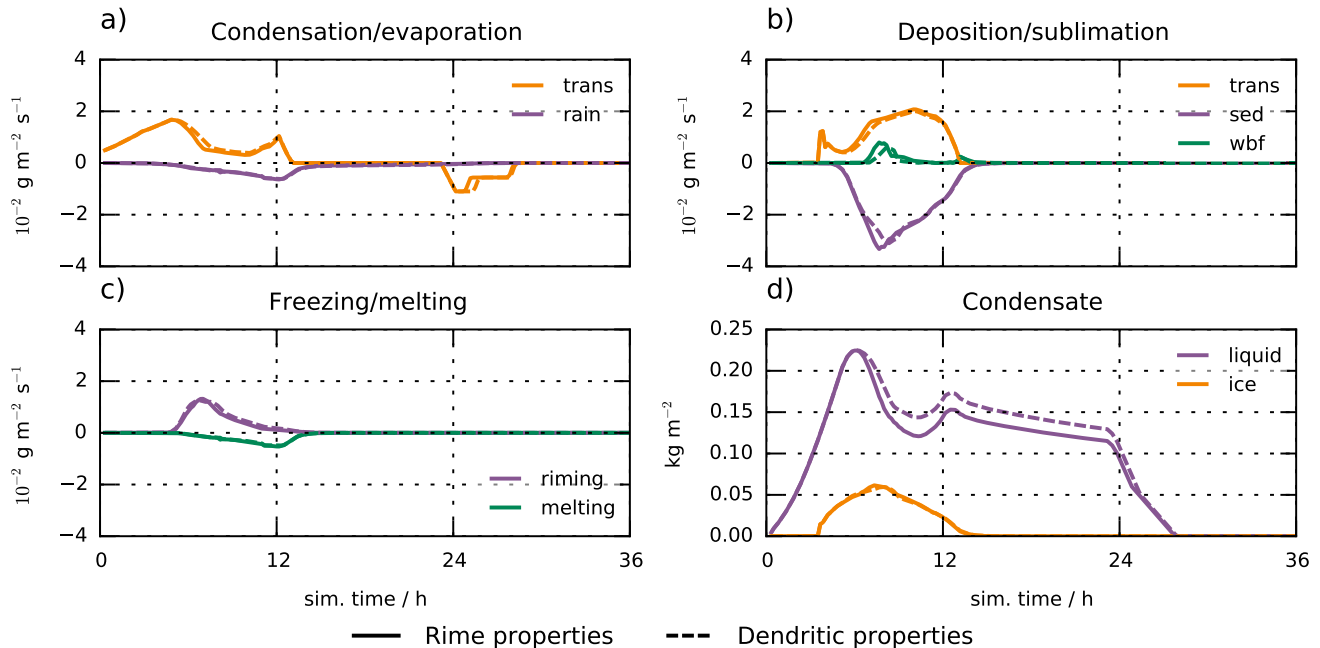 a)
Condensation/evaporation
4
2
0
−2
−4
10⁻² g m⁻² s⁻¹
trans
rain
b)
Deposition/sublimation
4
2
0
−2
−4
10⁻² g m⁻² s⁻¹
trans
sed
wbf
c)
Freezing/melting
4
2
0
−2
−4
10⁻² g m⁻² s⁻¹
riming
melting
0 12 24 36
sim. time / h
d)
Condensate
0.25
0.20
0.15
0.10
0.05
0.00
kg m⁻²
liquid
ice
0 12 24 36
sim. time / h
Rime properties Dendritic properties